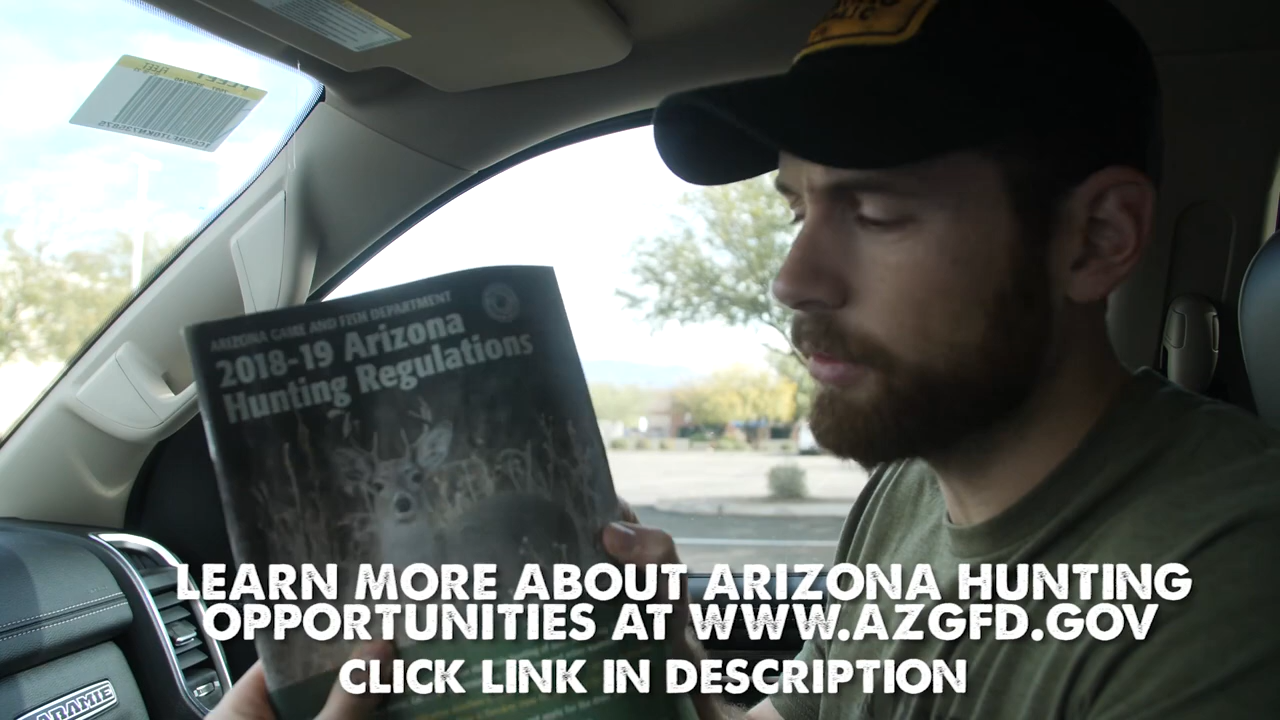 FLEET
ARIZONA GAME AND FISH DEPARTMENT
2018-19 Arizona
Hunting Regulations
LEARN MORE ABOUT ARIZONA HUNTING
OPPORTUNITIES AT WWW.AZGFD.GOV
CLICK LINK IN DESCRIPTION
LARAMIE